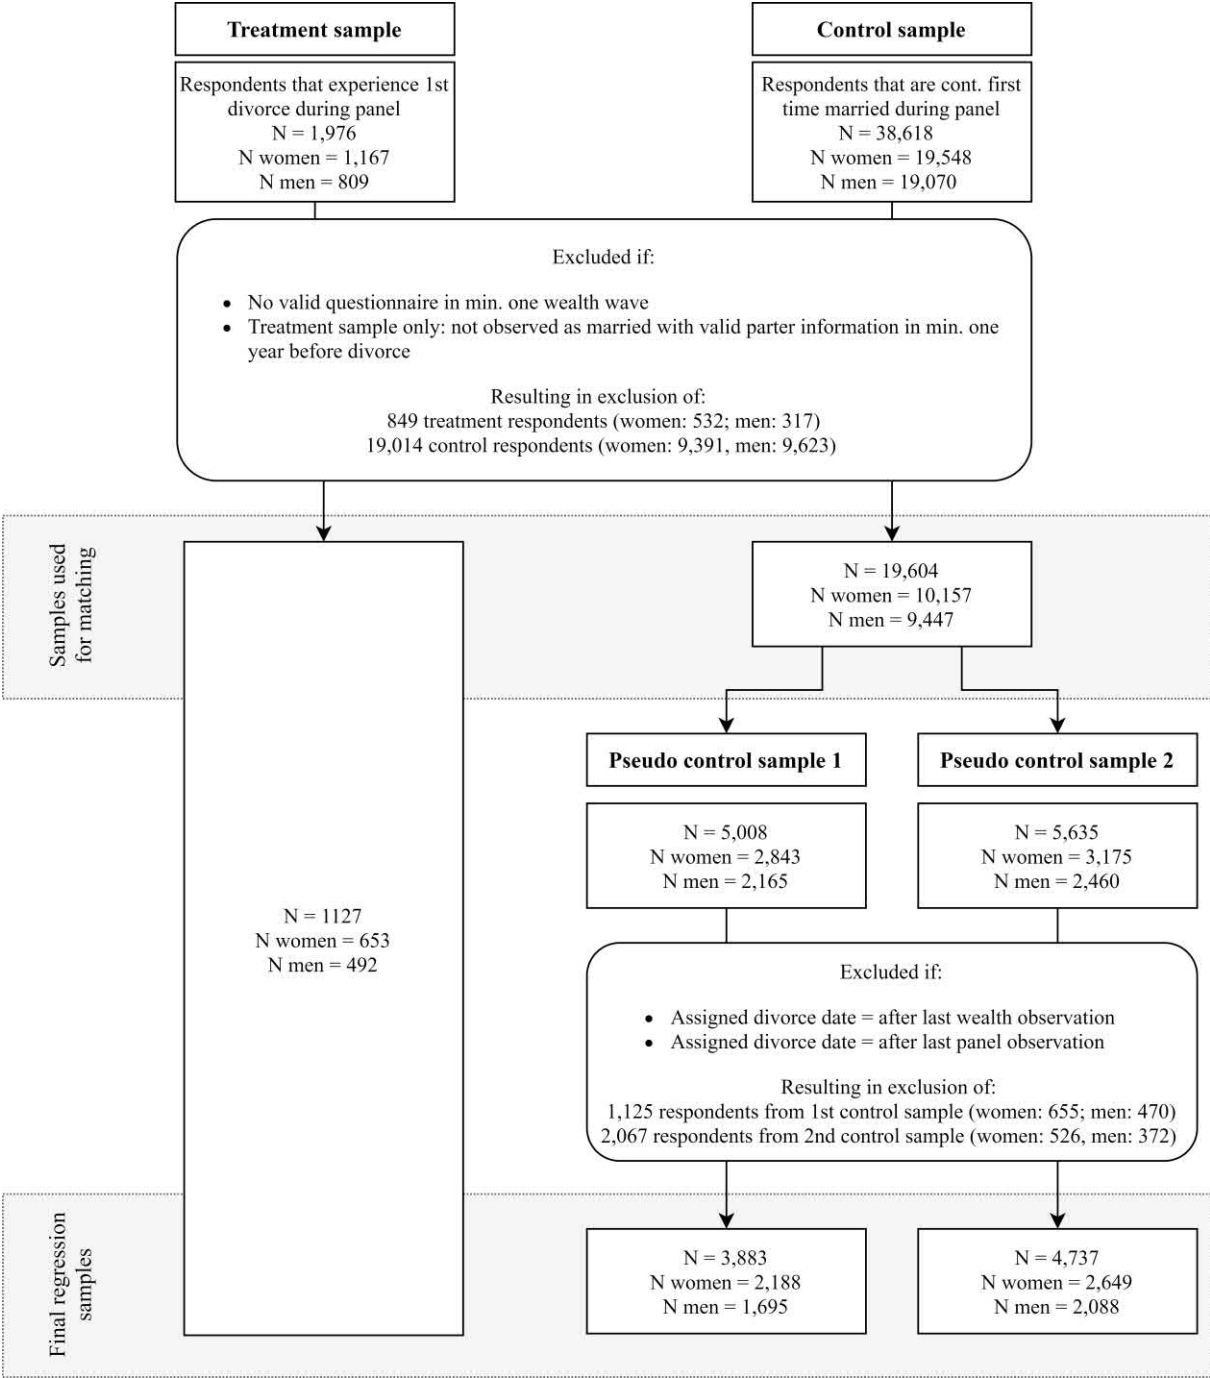 Treatment sample
Respondents that experience 1st
divorce during panel
N = 1,976
N women = 1,167
N men = 809
Control sample
Respondents that are cont. first
time married during panel
N = 38,618
N women = 19,548
N men = 19,070
Excluded if:
• No valid questionnaire in min. one wealth wave
• Treatment sample only: not observed as married with valid parter information in min. one
year before divorce
Resulting in exclusion of:
849 treatment respondents (women: 532; men: 317)
19,014 control respondents (women: 9,391, men: 9,623)
Samples used
for matching
N = 19,604
N women = 10,157
N men = 9,447
N = 1127
N women = 653
N men = 492
Pseudo control sample 1
N = 5,008
N women = 2,843
N men = 2,165
Pseudo control sample 2
N = 5,635
N women = 3,175
N men = 2,460
Excluded if:
• Assigned divorce date = after last wealth observation
• Assigned divorce date = after last panel observation
Resulting in exclusion of:
1,125 respondents from 1st control sample (women: 655; men: 470)
2,067 respondents from 2nd control sample (women: 526, men: 372)
Final regression
samples
N = 3,883
N women = 2,188
N men = 1,695
N = 4,737
N women = 2,649
N men = 2,088